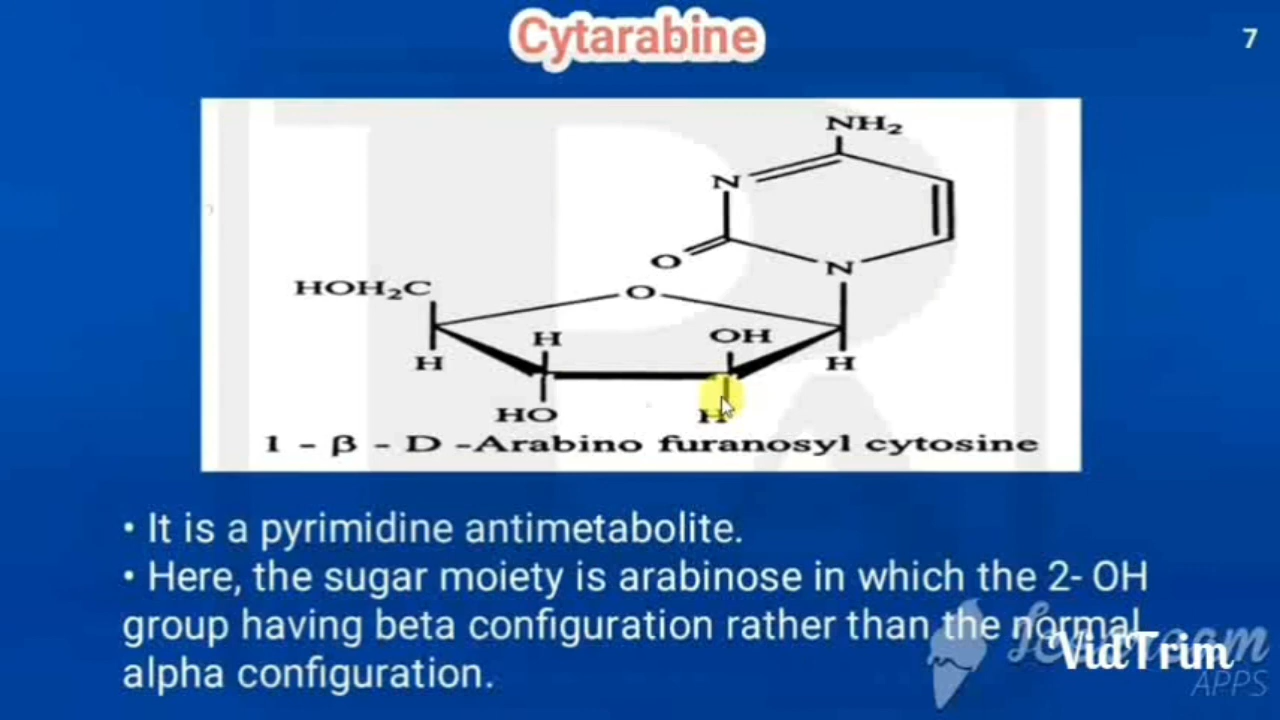 Cytarabine
7
NH₂
N
O
N
HOH₂C
O
H
OH
H
H
HO
H
1 - β - D -Arabino furanosyl cytosine
• It is a pyrimidine antimetabolite.
• Here, the sugar moiety is arabinose in which the 2- OH
group having beta configuration rather than the normal
alpha configuration.
VidTrim
APPS